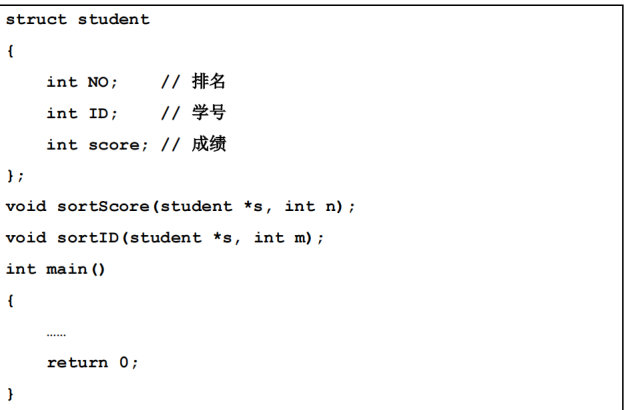 struct student
{
int NO; // 排名
int ID; // 学号
int score; // 成绩
};
void sortScore(student *s, int n);
void sortID(student *s, int m);
int main()
{
……
return 0;
}